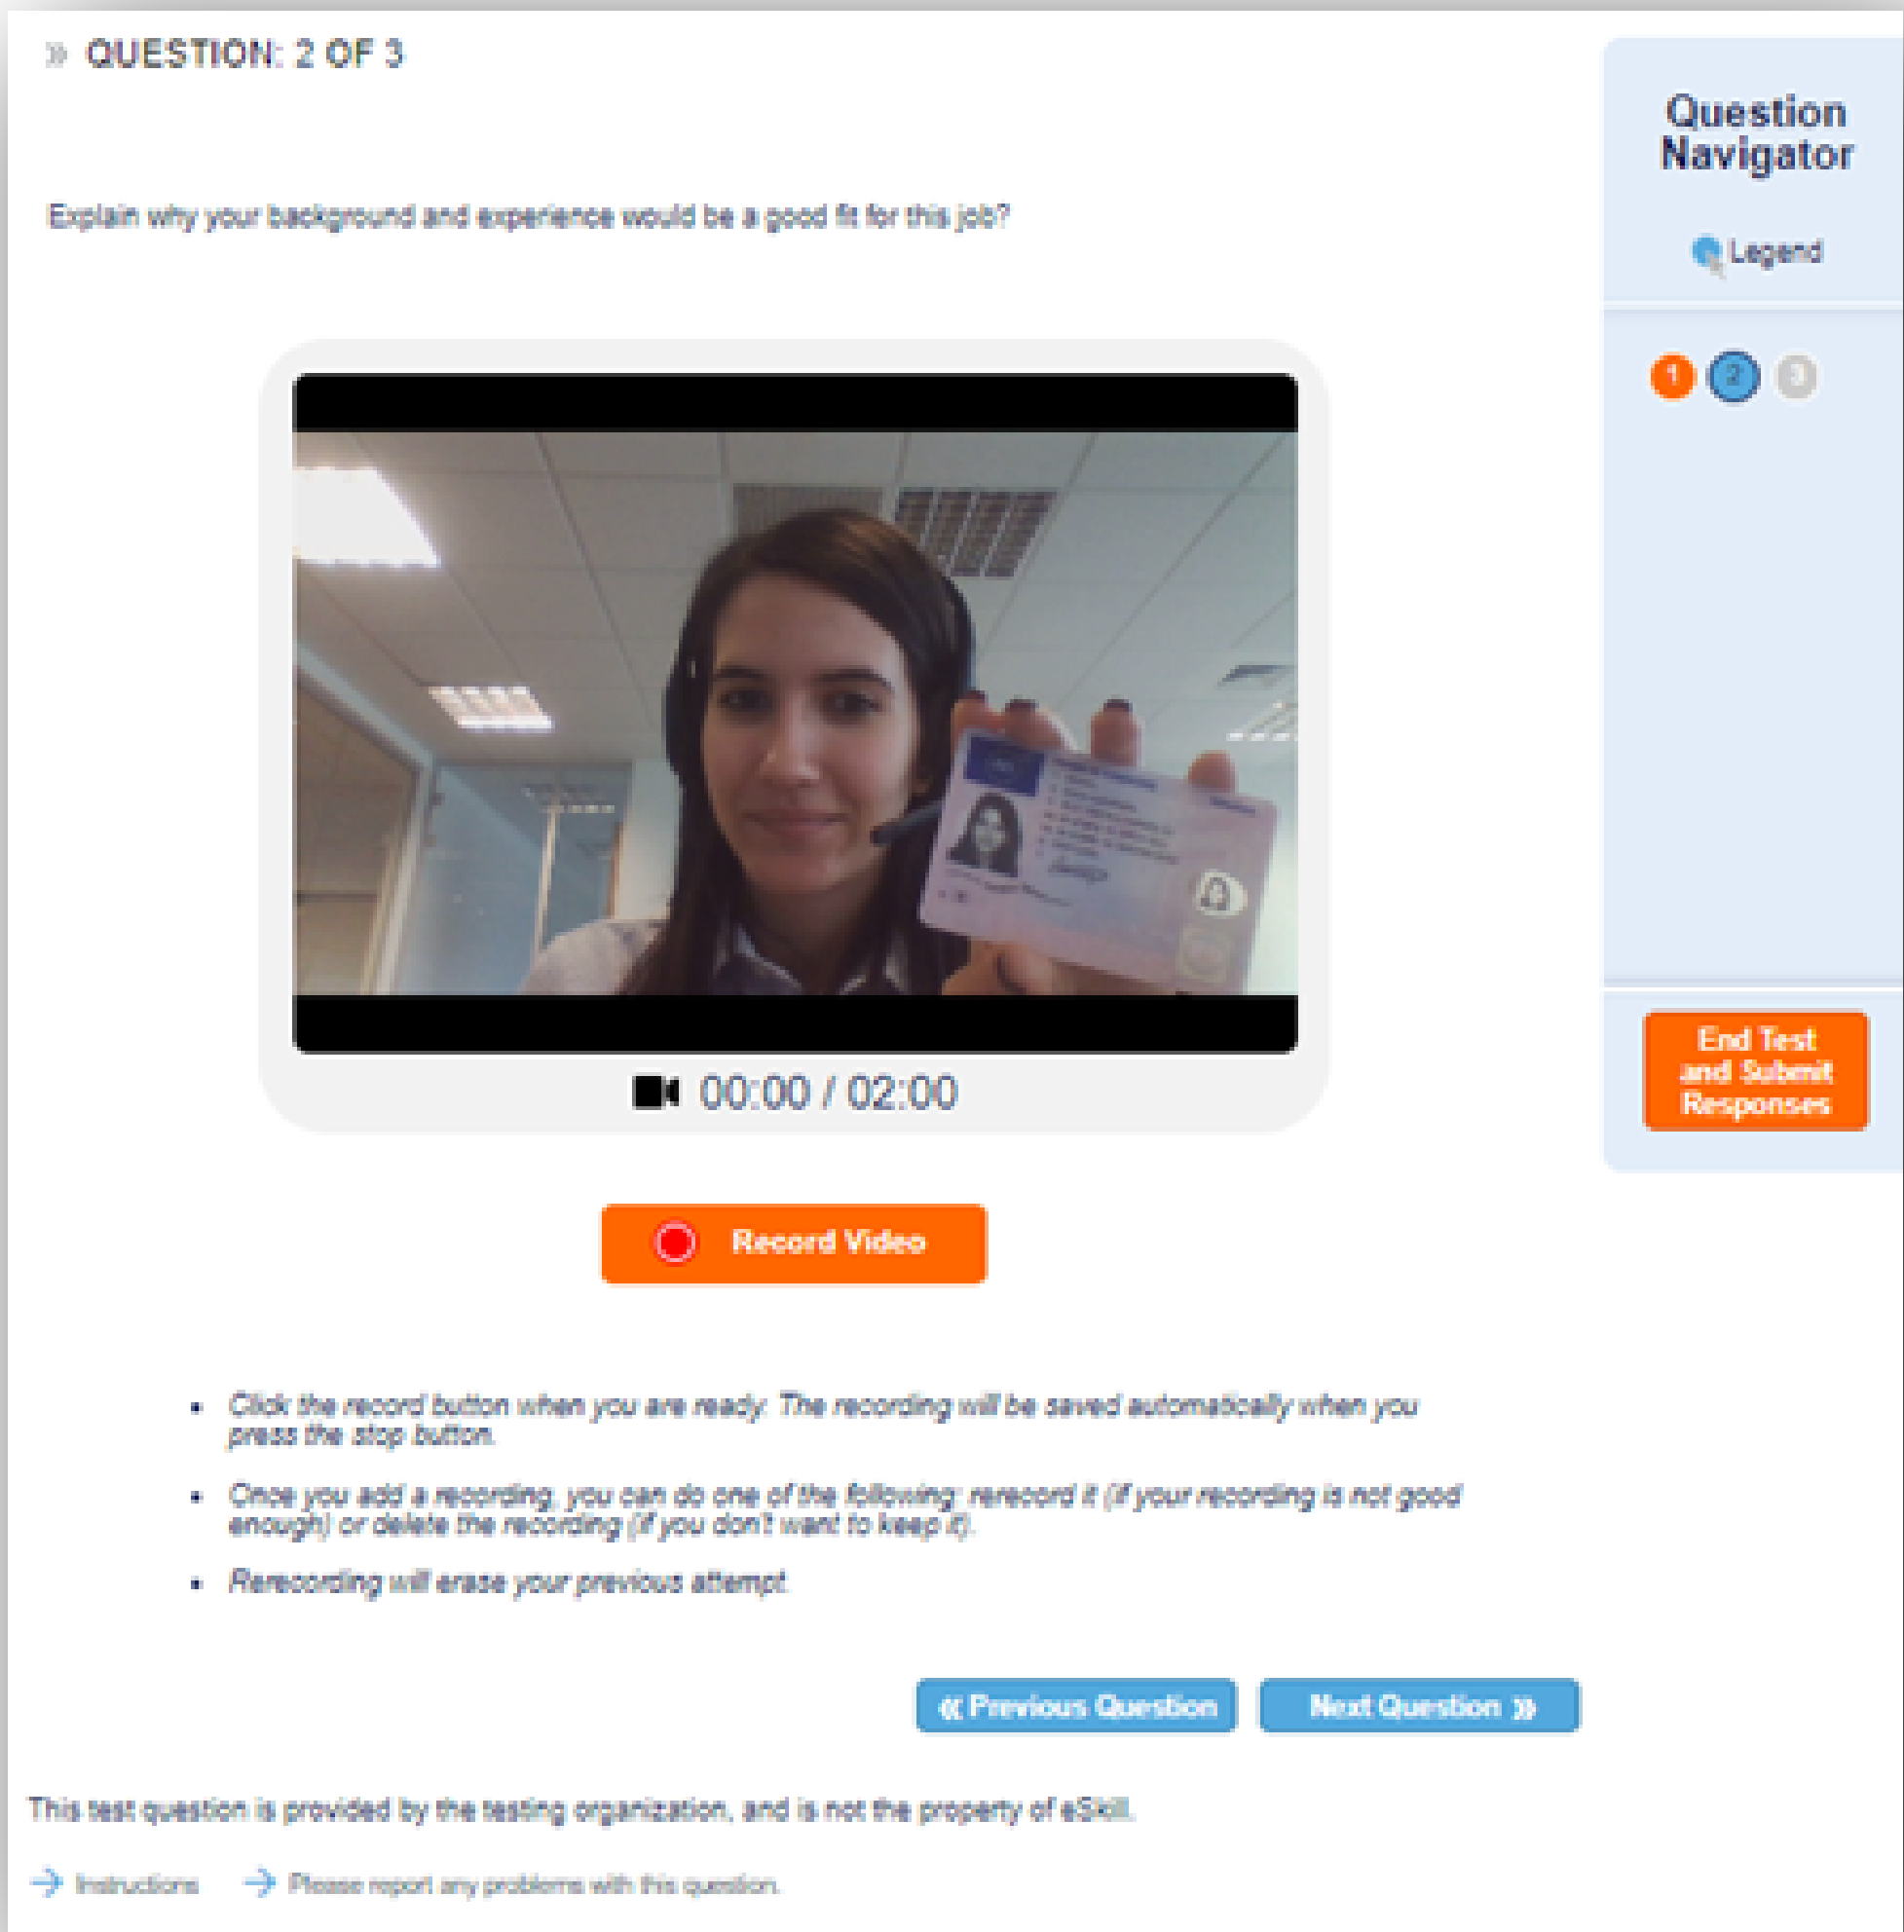 » QUESTION: 2 OF 3
Explain why your background and experience would be a good fit for this job?
Question
Navigator
Legend
1 2 3
00:00 / 02:00
End Test
and Submit
Responses
Record Video
• Click the record button when you are ready. The recording will be saved automatically when you
press the stop button.
• Once you add a recording, you can do one of the following: rerecord it (if your recording is not good
enough) or delete the recording (if you don't want to keep it).
• Rerecording will erase your previous attempt.
« Previous Question
Next Question »
This test question is provided by the testing organization, and is not the property of eSkill.
→ Instructions → Please report any problems with this question.